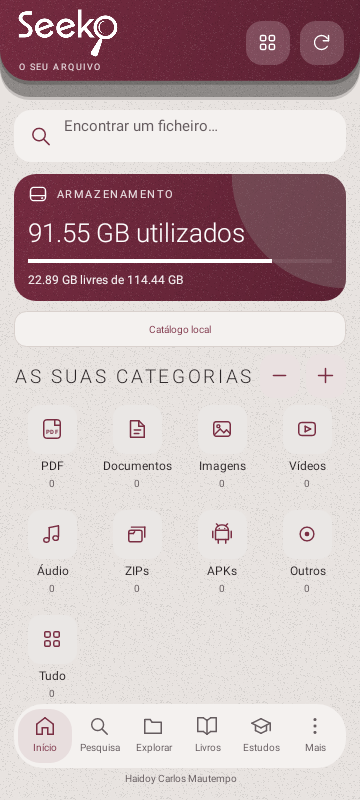 Seeko
O SEU ARQUIVO
Encontrar um ficheiro...
ARMAZENAMENTO
91.55 GB utilizados
22.89 GB livres de 114.44 GB
Catálogo local
AS SUAS CATEGORIAS
PDF
PDF Documentos Imagens Vídeos
0 0 0 0
Áudio ZIPs APKs Outros
0 0 0 0
Tudo
0
Início Pesquisa Explorar Livros Estudos Mais
Haidoy Carlos Mautempo